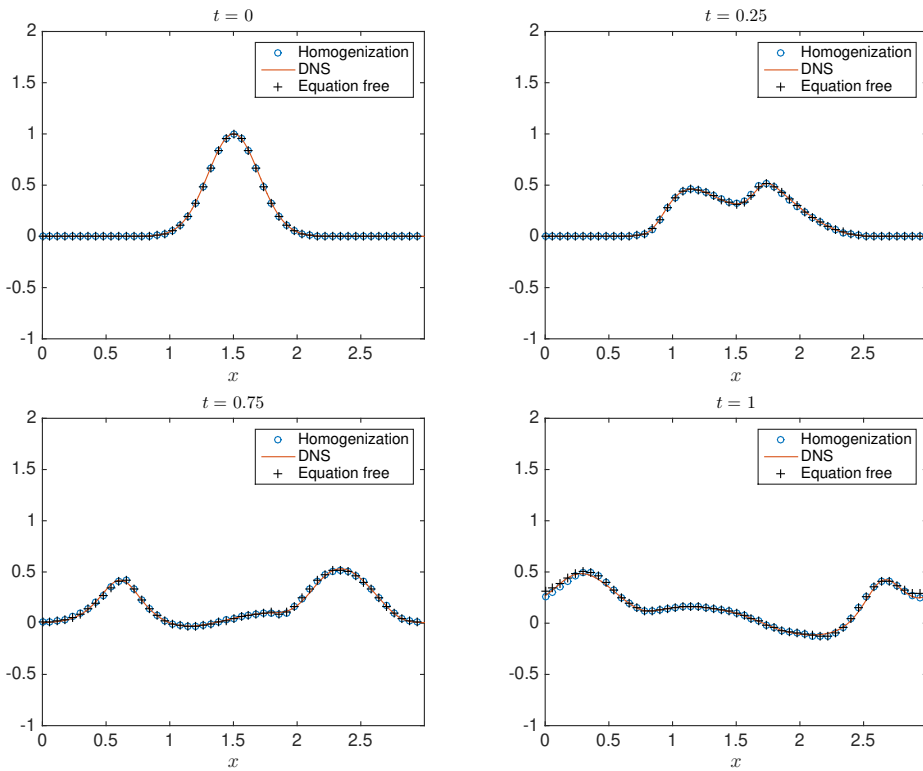 t = 0
2
1.5
1
0.5
0
-0.5
-1
0 0.5 1 1.5 2 2.5
x
Homogenization
DNS
Equation free
t = 0.25
2
1.5
1
0.5
0
-0.5
-1
0 0.5 1 1.5 2 2.5
x
Homogenization
DNS
Equation free
t = 0.75
2
1.5
1
0.5
0
-0.5
-1
0 0.5 1 1.5 2 2.5
x
Homogenization
DNS
Equation free
t = 1
2
1.5
1
0.5
0
-0.5
-1
0 0.5 1 1.5 2 2.5
x
Homogenization
DNS
Equation free